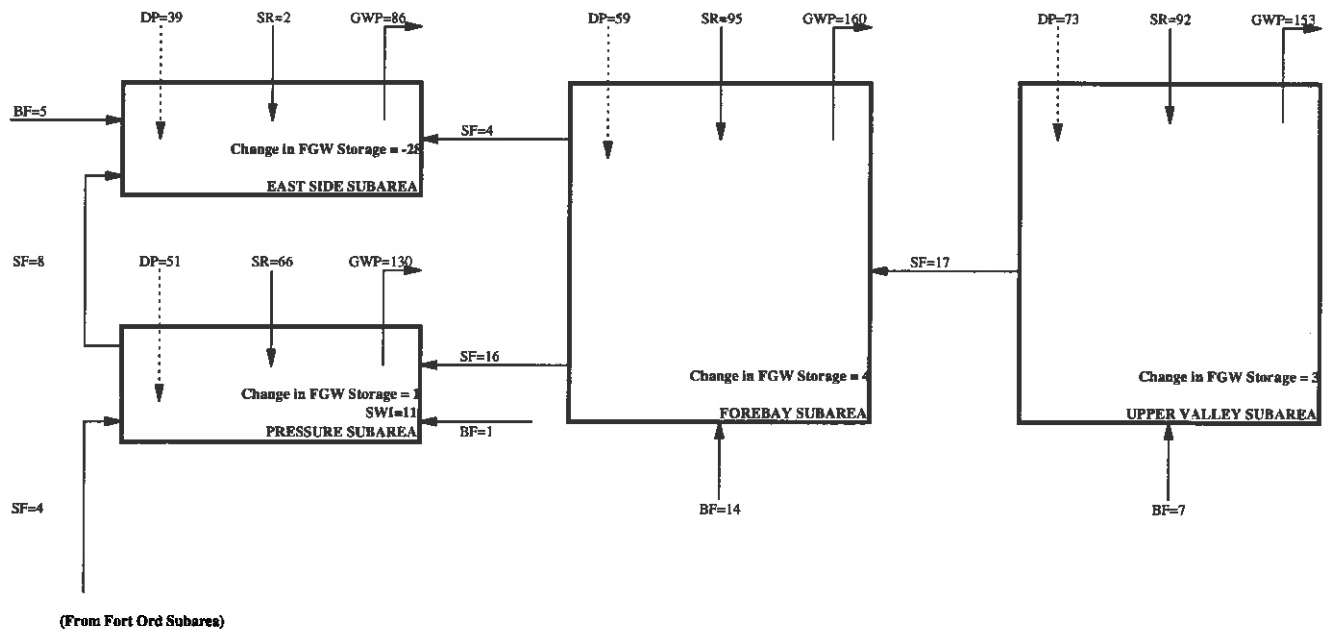 DP=39
SR=2
GWP=86
DP=59
SR=95
GWP=160
DP=73
SR=92
GWP=153
BF=5
SF=4
Change in FGW Storage = -28
EAST SIDE SUBAREA
SF=8
DP=51
SR=66
GWP=130
SF=17
SF=16
Change in FGW Storage = 1
SWI=11
PRESSURE SUBAREA
BF=1
Change in FGW Storage = 4
FOREBAY SUBAREA
Change in FGW Storage = 3
UPPER VALLEY SUBAREA
SF=4
BF=14
BF=7
(From Fort Ord Subarea)